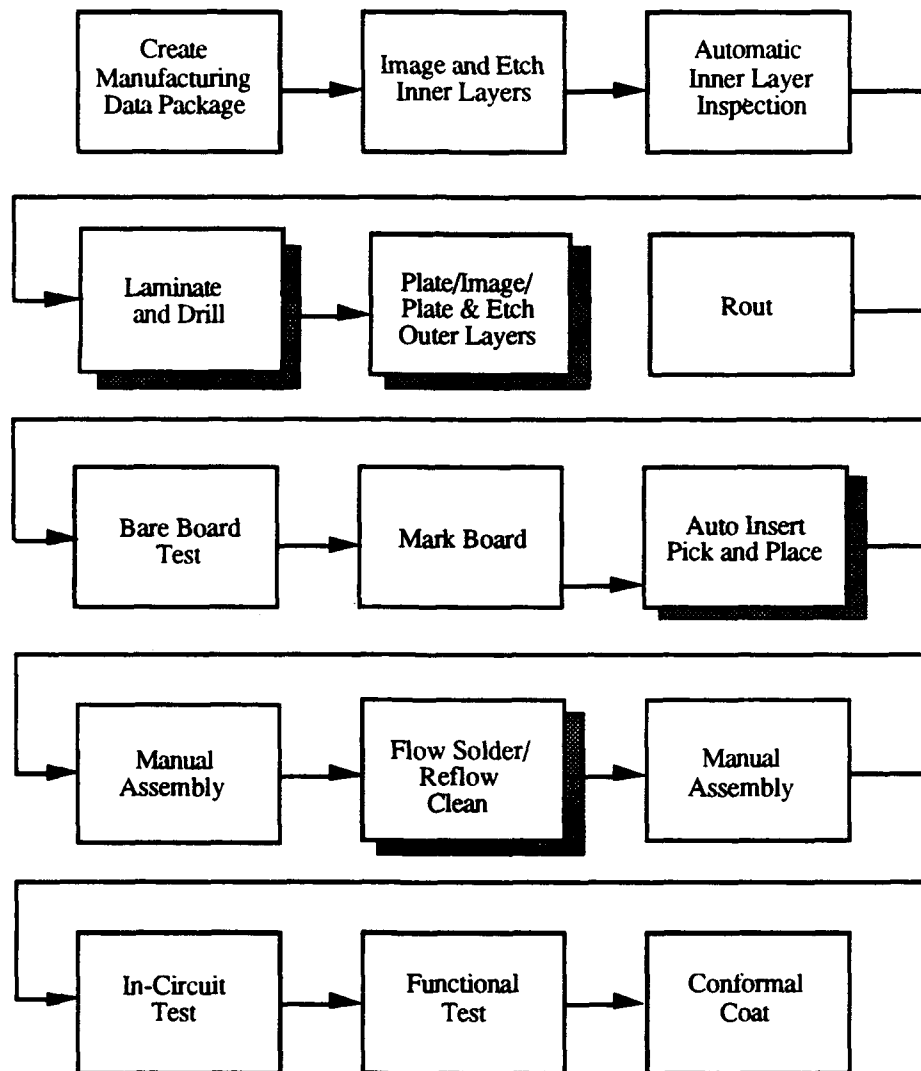 Create
Manufacturing
Data Package
Image and Etch
Inner Layers
Automatic
Inner Layer
Inspection
Laminate
and Drill
Plate/Image/
Plate & Etch
Outer Layers
Rout
Bare Board
Test
Mark Board
Auto Insert
Pick and Place
Manual
Assembly
Flow Solder/
Reflow
Clean
Manual
Assembly
In-Circuit
Test
Functional
Test
Conformal
Coat